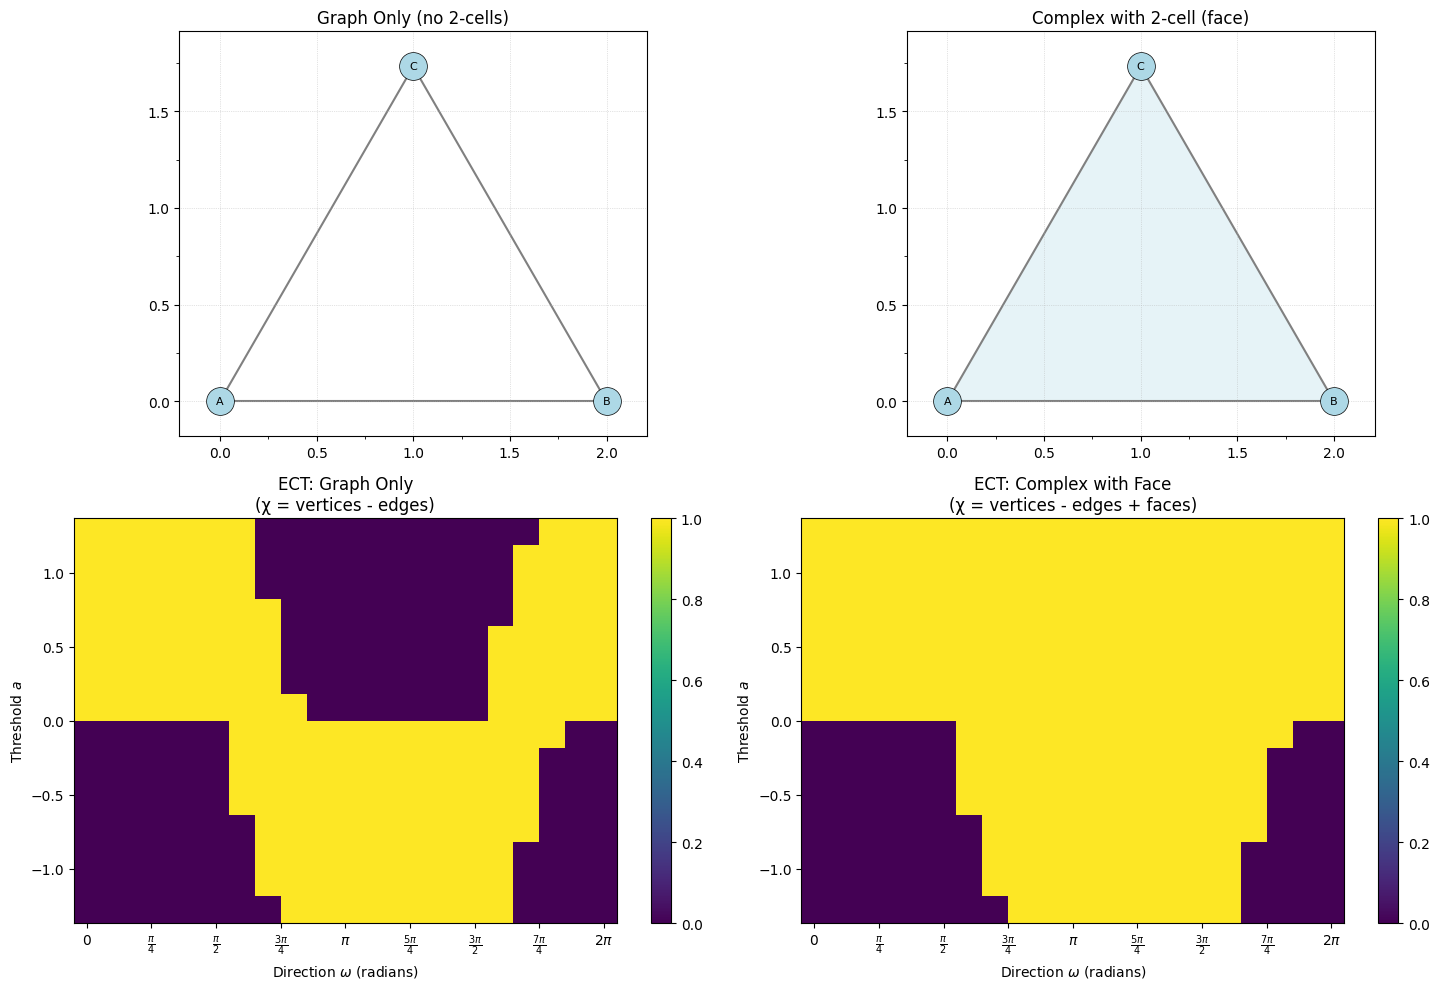 Graph Only (no 2-cells)
1.5
1.0
0.5
0.0
C
A
B
0.0 0.5 1.0 1.5 2.0
Complex with 2-cell (face)
1.5
1.0
0.5
0.0
C
A
B
0.0 0.5 1.0 1.5 2.0
ECT: Graph Only
(χ = vertices - edges)
Threshold a
1.0
0.5
0.0
−0.5
−1.0
0 π/4 π/2 3π/4 π 5π/4 3π/2 7π/4 2π
Direction ω (radians)
1.0
0.8
0.6
0.4
0.2
0.0
ECT: Complex with Face
(χ = vertices - edges + faces)
Threshold a
1.0
0.5
0.0
−0.5
−1.0
0 π/4 π/2 3π/4 π 5π/4 3π/2 7π/4 2π
Direction ω (radians)
1.0
0.8
0.6
0.4
0.2
0.0